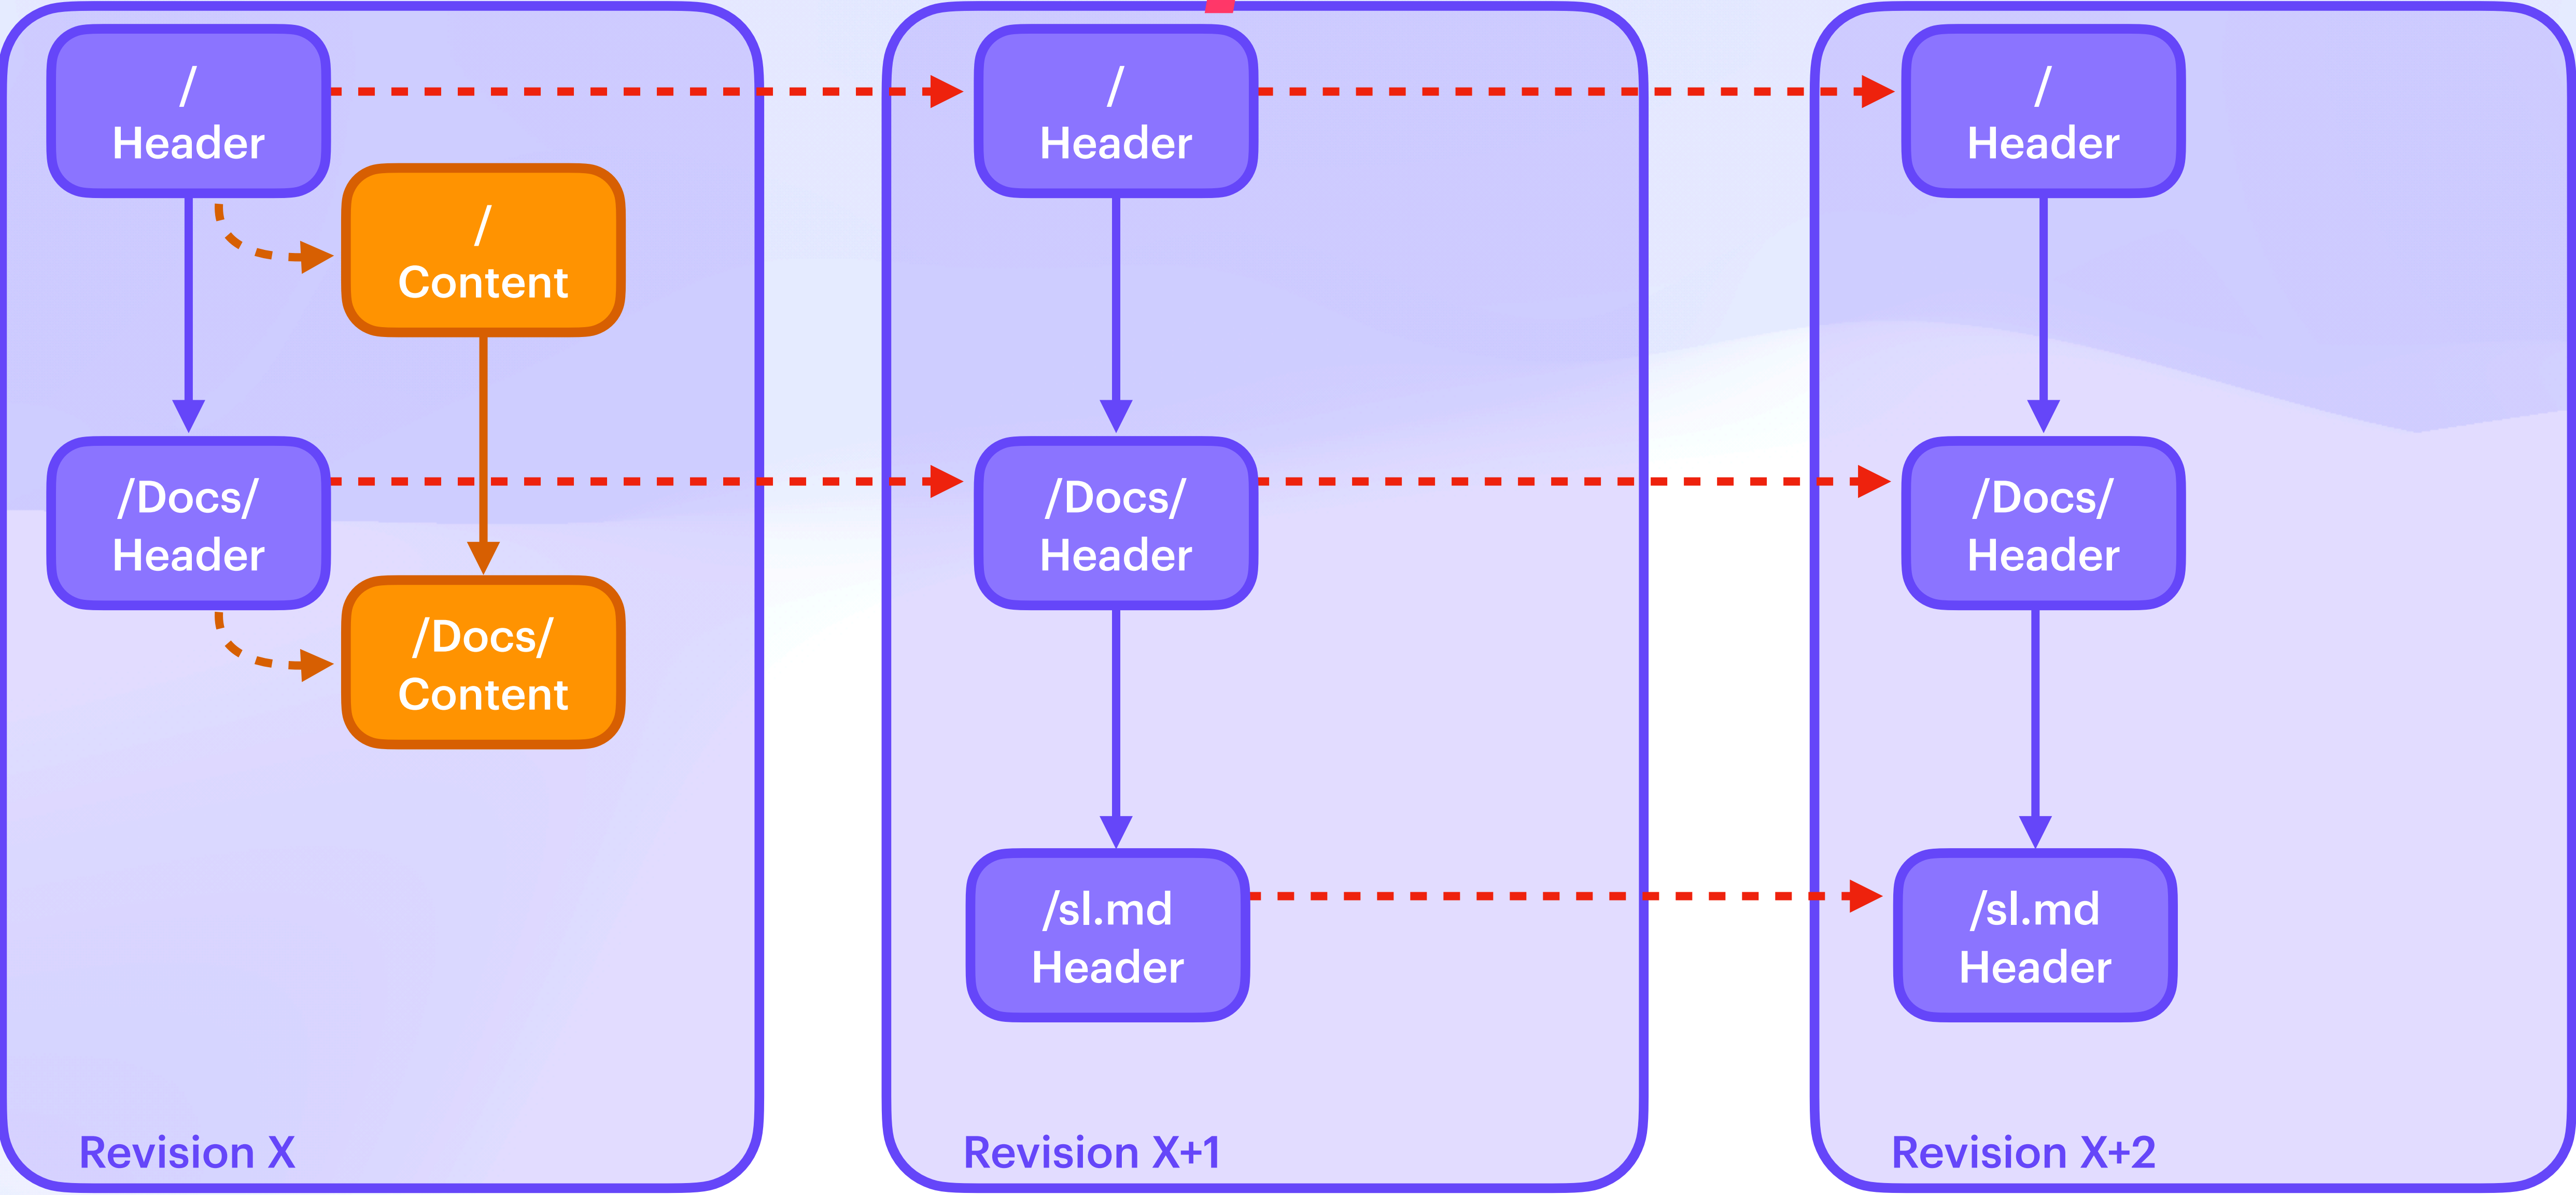 /
Header
/
Content
/Docs/
Header
/Docs/
Content
Revision X
/
Header
/Docs/
Header
/sl.md
Header
Revision X+1
/
Header
/Docs/
Header
/sl.md
Header
Revision X+2